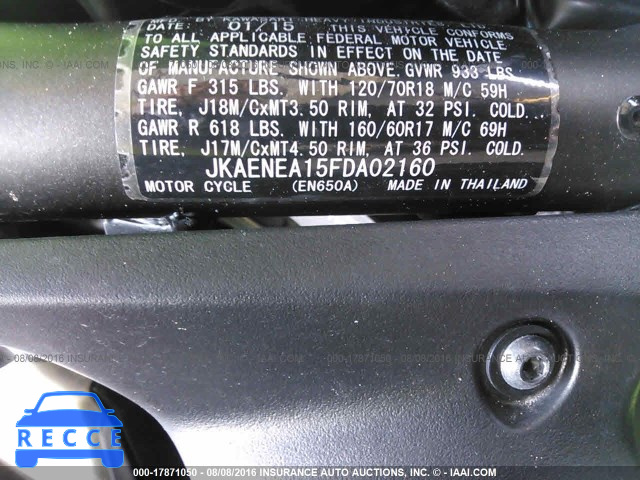 DATE: 01/15 THIS VEHICLE CONFORMS
TO ALL APPLICABLE FEDERAL MOTOR VEHICLE
SAFETY STANDARDS IN EFFECT ON THE DATE
OF MANUFACTURE SHOWN ABOVE. GVWR 933 LBS
GAWR F 315 LBS. WITH 120/70R18 M/C 59H
TIRE, J18M/CxMT3.50 RIM, AT 32 PSI. COLD.
GAWR R 618 LBS. WITH 160/60R17 M/C 69H
TIRE, J17M/CxMT4.50 RIM, AT 36 PSI. COLD.
JKAENEA15FDA02160
MOTOR CYCLE (EN650A) MADE IN THAILAND
RECCE
000-17871050 - 08/08/2016 - INSURANCE AUTO AUCTIONS, INC. - © IAAI.COM